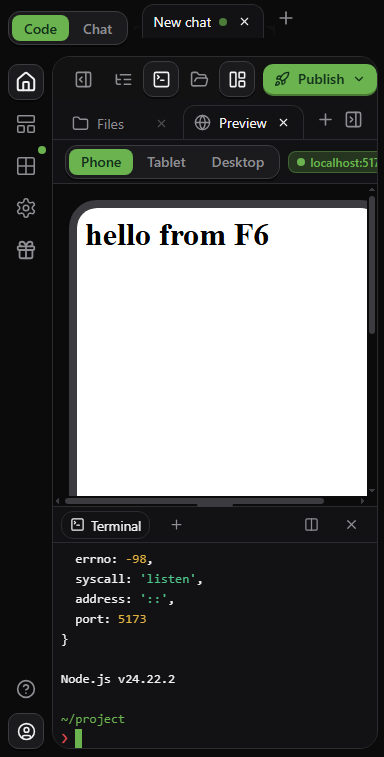 Code
Chat
New chat
Publish
Files
Preview
Phone
Tablet
Desktop
localhost:517
hello from F6
Terminal
errno: -98,
syscall: 'listen',
address: '::',
port: 5173
}
Node.js v24.22.2
~/project
❯